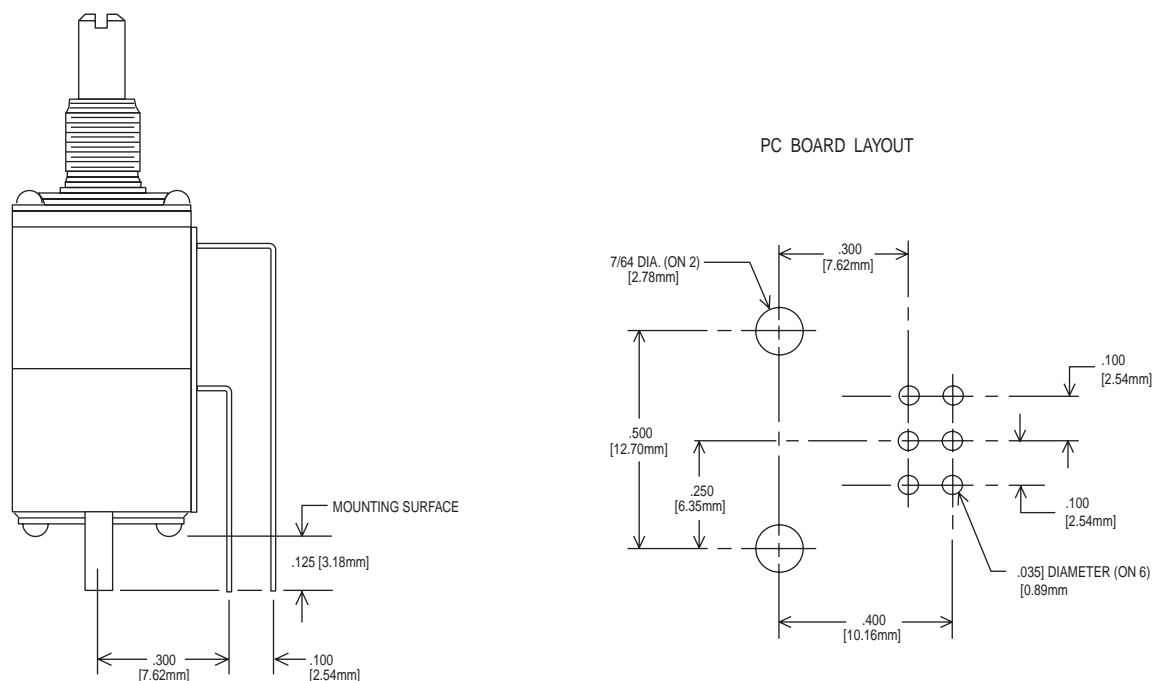 PC BOARD LAYOUT
.300
[7.62mm]
7/64 DIA. (ON 2)
[2.78mm]
.100
[2.54mm]
.500
[12.70mm]
.250
[6.35mm]
MOUNTING SURFACE
.100
[2.54mm]
.125 [3.18mm]
.035] DIAMETER (ON 6)
[0.89mm
.400
[10.16mm]
.300
[7.62mm]
.100
[2.54mm]